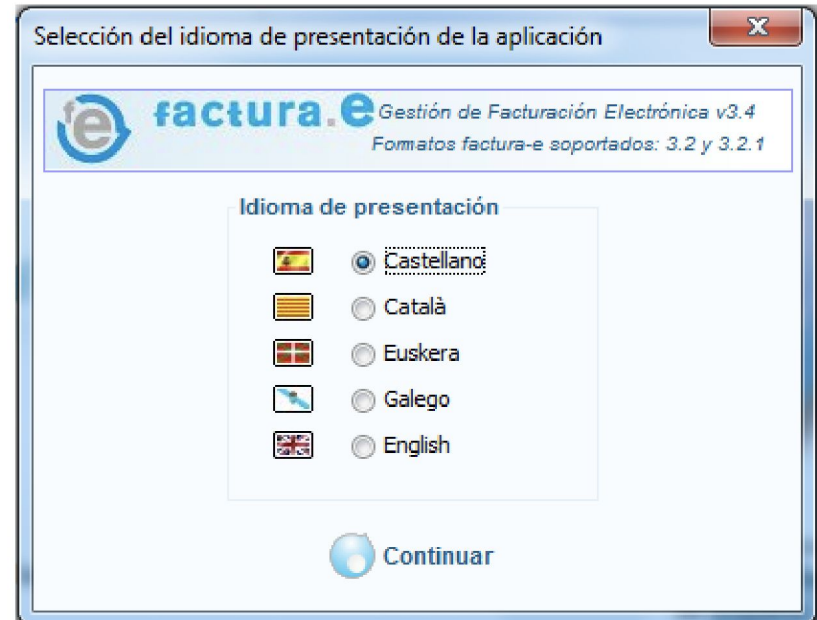 Selección del idioma de presentación de la aplicación
factura.e
Gestión de Facturación Electrónica v3.4
Formatos factura-e soportados: 3.2 y 3.2.1
Idioma de presentación
Castellano
Català
Euskera
Galego
English
Continuar